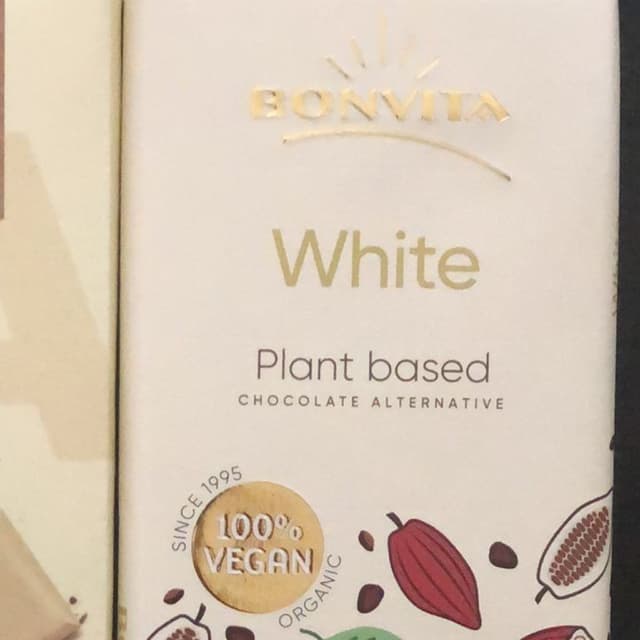 BONVITA
White
Plant based
CHOCOLATE ALTERNATIVE
SINCE 1995
100%
VEGAN
ORGANIC